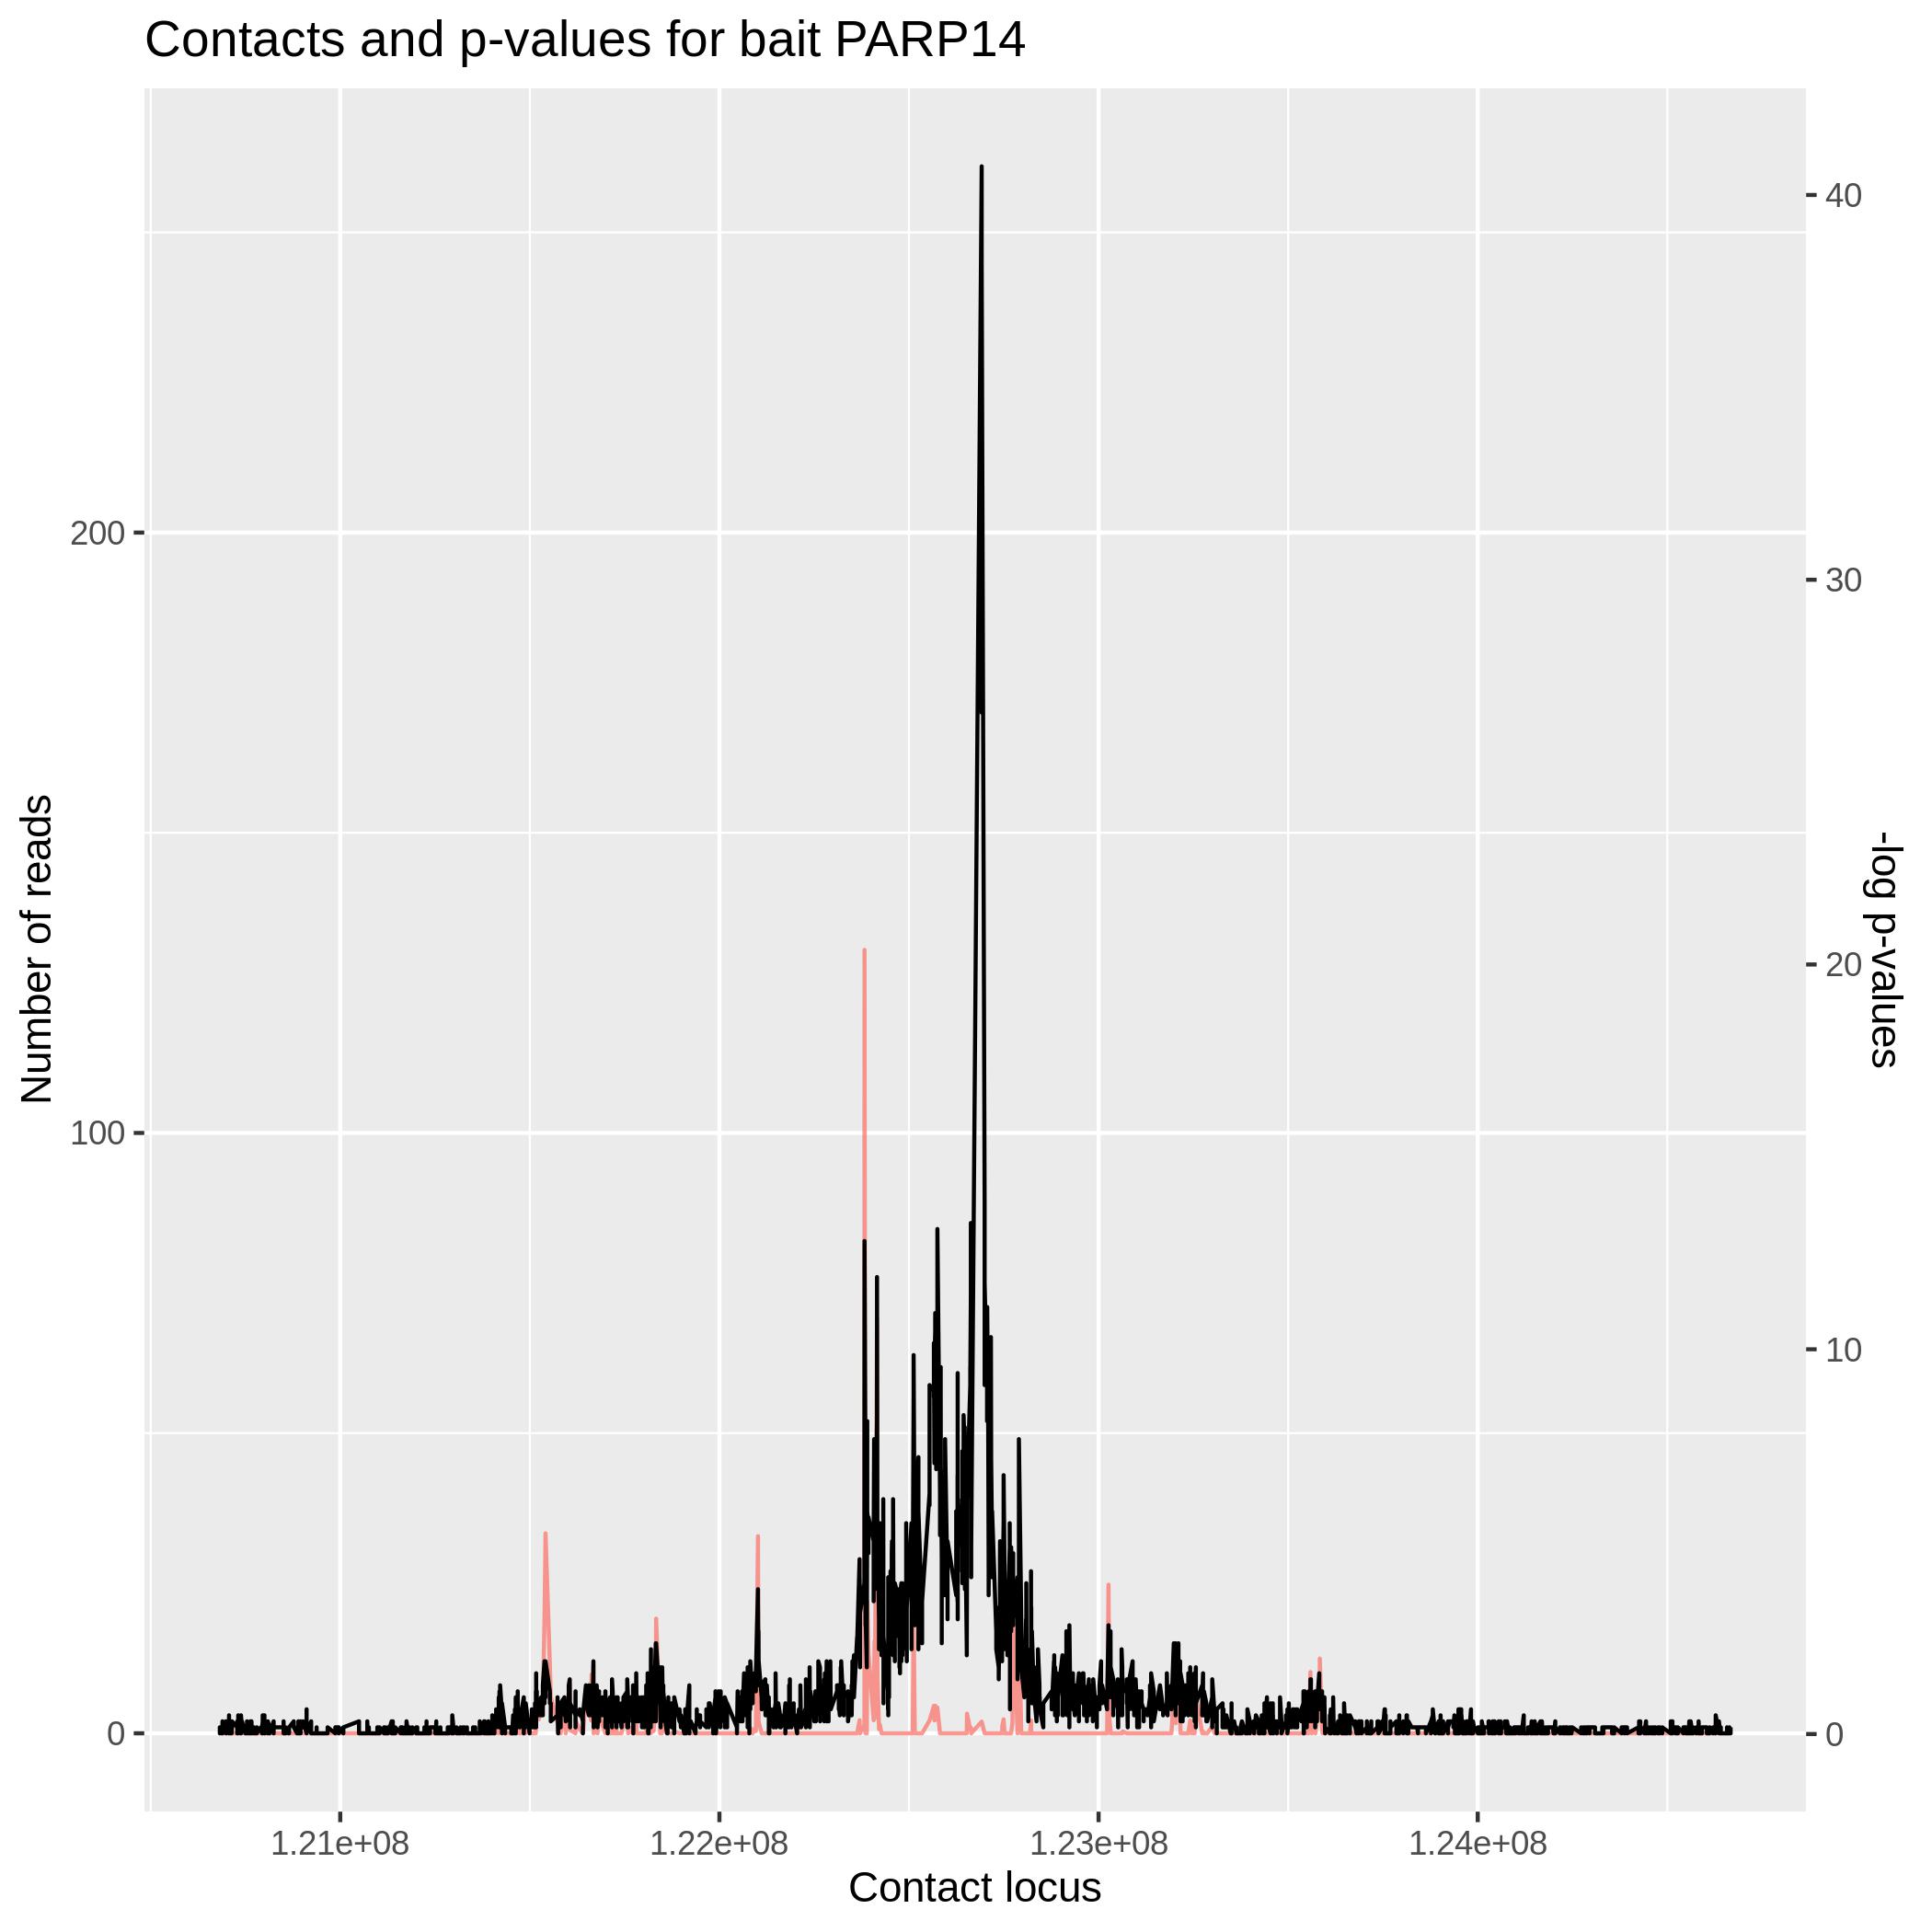 Contacts and p-values for bait PARP14
Number of reads
200
100
0
40
30
20
10
0
-log p-values
1.21e+08
1.22e+08
1.23e+08
1.24e+08
Contact locus